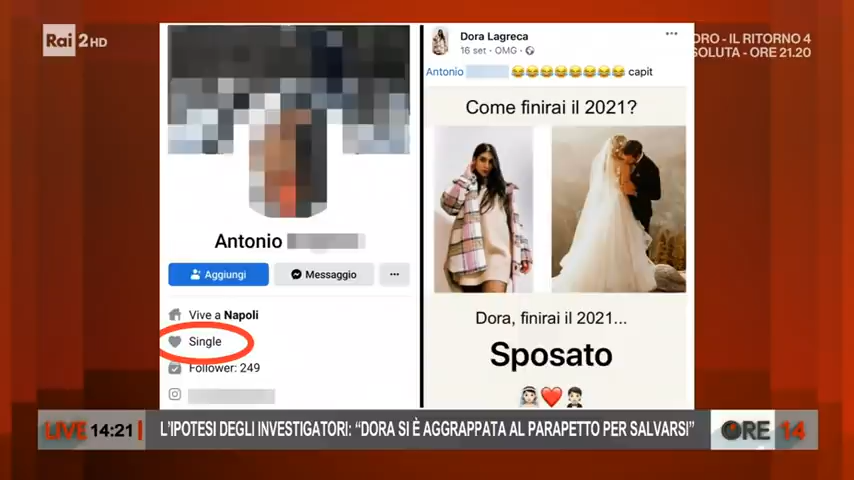 Rai 2HD
ORO - IL RITORNO 4
SOLUTA - ORE 21.20
Antonio
Aggiungi
Messaggio
...
Vive a Napoli
Single
Follower: 249
Dora Lagreca
16 set · OMG ·
...
Antonio 😂😂😂😂😂😂😂😂 capit
Come finirai il 2021?
Dora, finirai il 2021...
Sposato
👰❤️🤵
LIVE 14:21
L'IPOTESI DEGLI INVESTIGATORI: “DORA SI È AGGRAPPATA AL PARAPETTO PER SALVARSI”
ORE 14